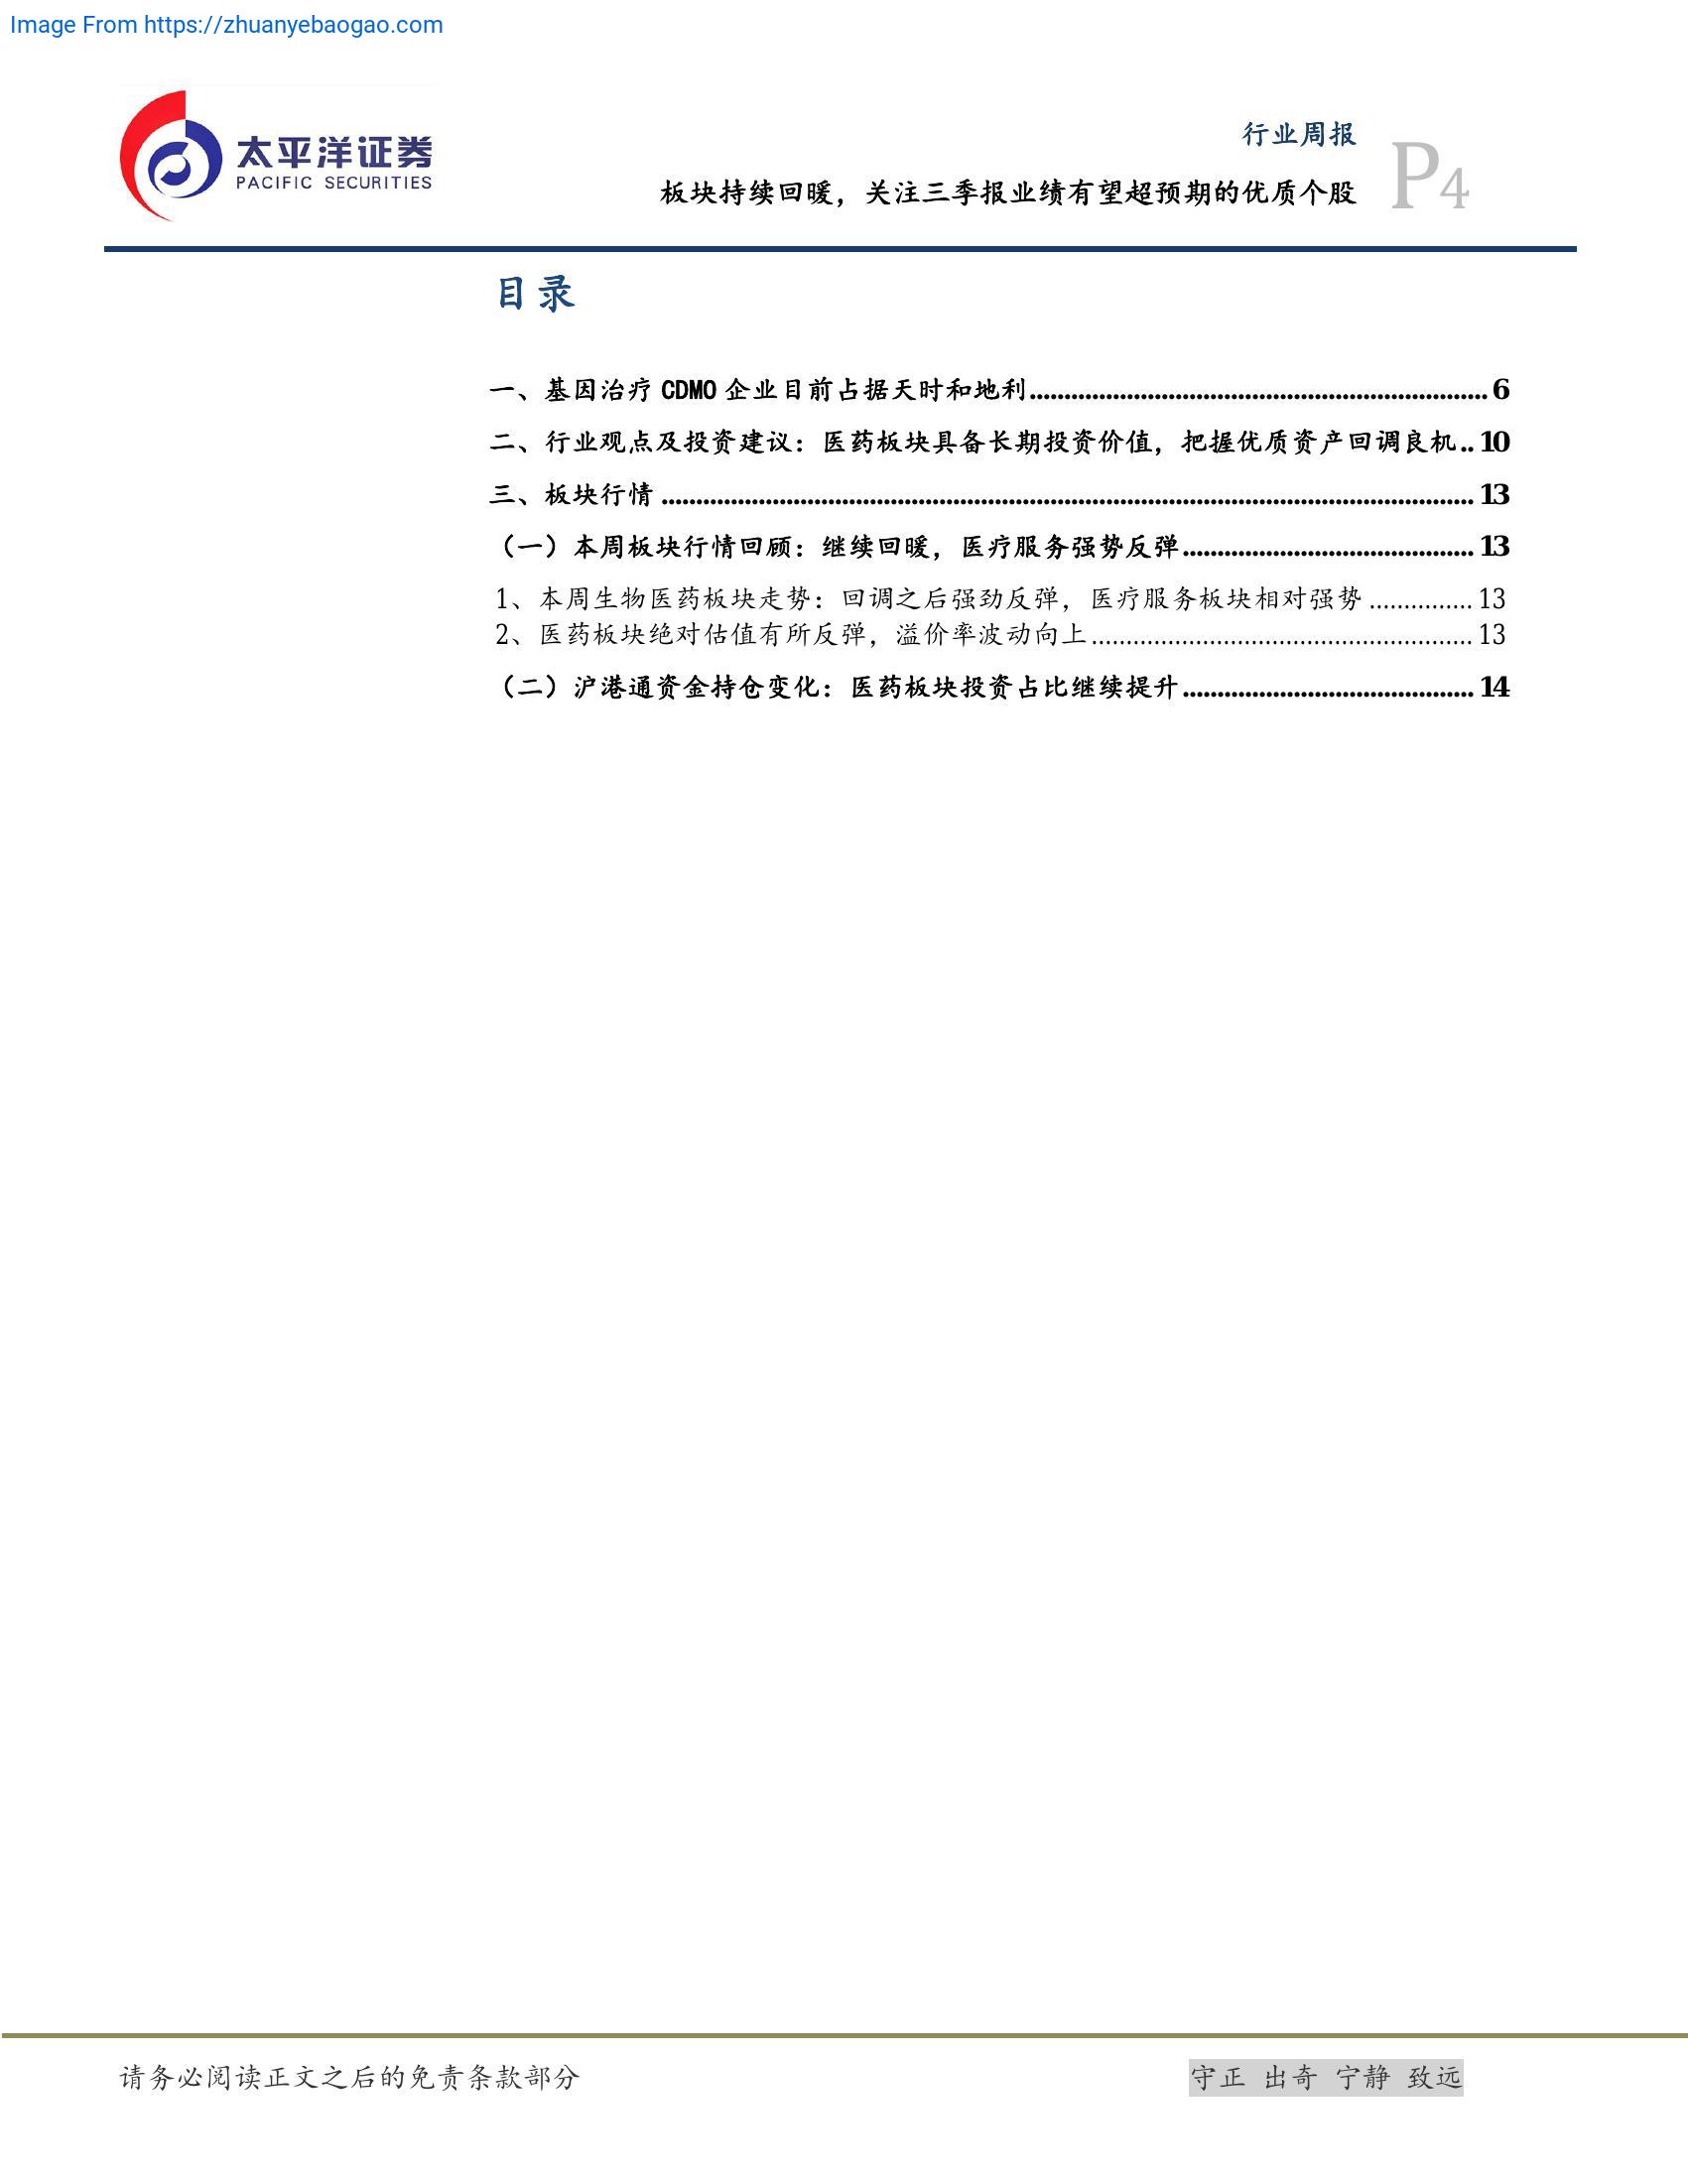 Image From https://zhuanyebaogao.com
太平洋证券
PACIFIC SECURITIES
行业周报
板块持续回暖，关注三季报业绩有望超预期的优质个股
P4
目录
一、基因治疗 CDMO 企业目前占据天时和地利.................................................................. 6
二、行业观点及投资建议：医药板块具备长期投资价值，把握优质资产回调良机.. 10
三、板块行情 ..................................................................................................................... 13
（一）本周板块行情回顾：继续回暖，医疗服务强势反弹.......................................... 13
1、本周生物医药板块走势：回调之后强劲反弹，医疗服务板块相对强势 ............... 13
2、医药板块绝对估值有所反弹，溢价率波动向上....................................................... 13
（二）沪港通资金持仓变化：医药板块投资占比继续提升.......................................... 14
请务必阅读正文之后的免责条款部分
守正 出奇 宁静 致远